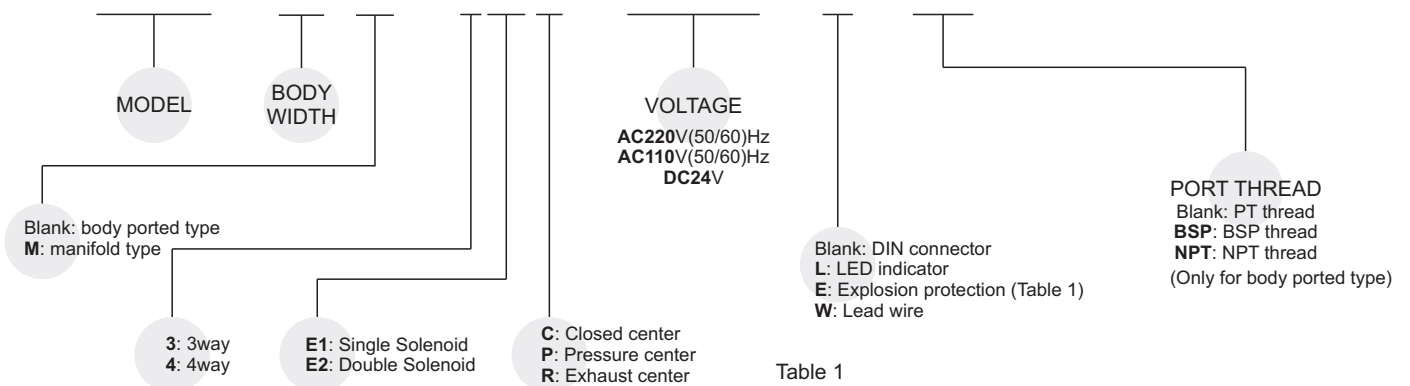 MODEL
BODY
WIDTH
VOLTAGE
AC220V(50/60)Hz
AC110V(50/60)Hz
DC24V
PORT THREAD
Blank: PT thread
BSP: BSP thread
NPT: NPT thread
(Only for body ported type)
Blank: body ported type
M: manifold type
Blank: DIN connector
L: LED indicator
E: Explosion protection (Table 1)
W: Lead wire
3: 3way
4: 4way
E1: Single Solenoid
E2: Double Solenoid
C: Closed center
P: Pressure center
R: Exhaust center
Table 1